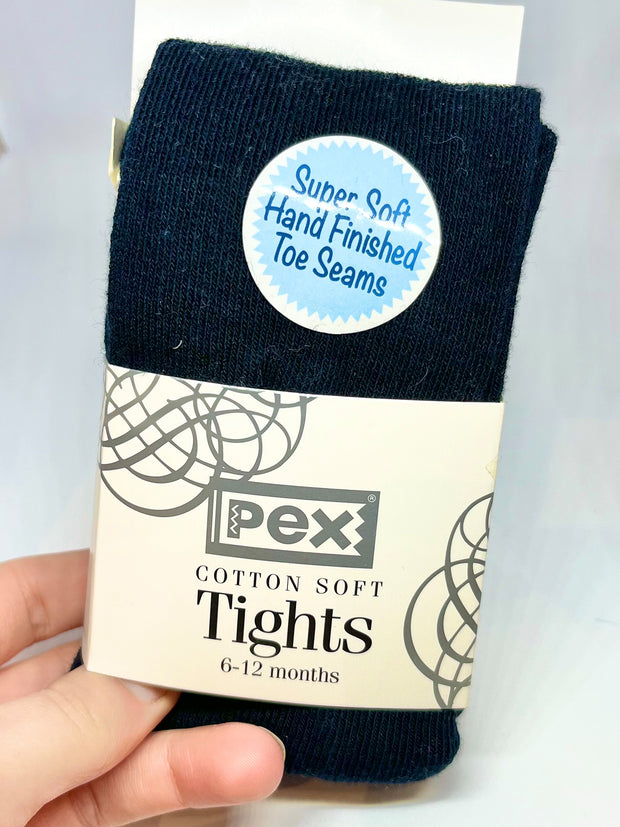 Super Soft
Hand Finished
Toe Seams
pex®
COTTON SOFT
Tights
6-12 months